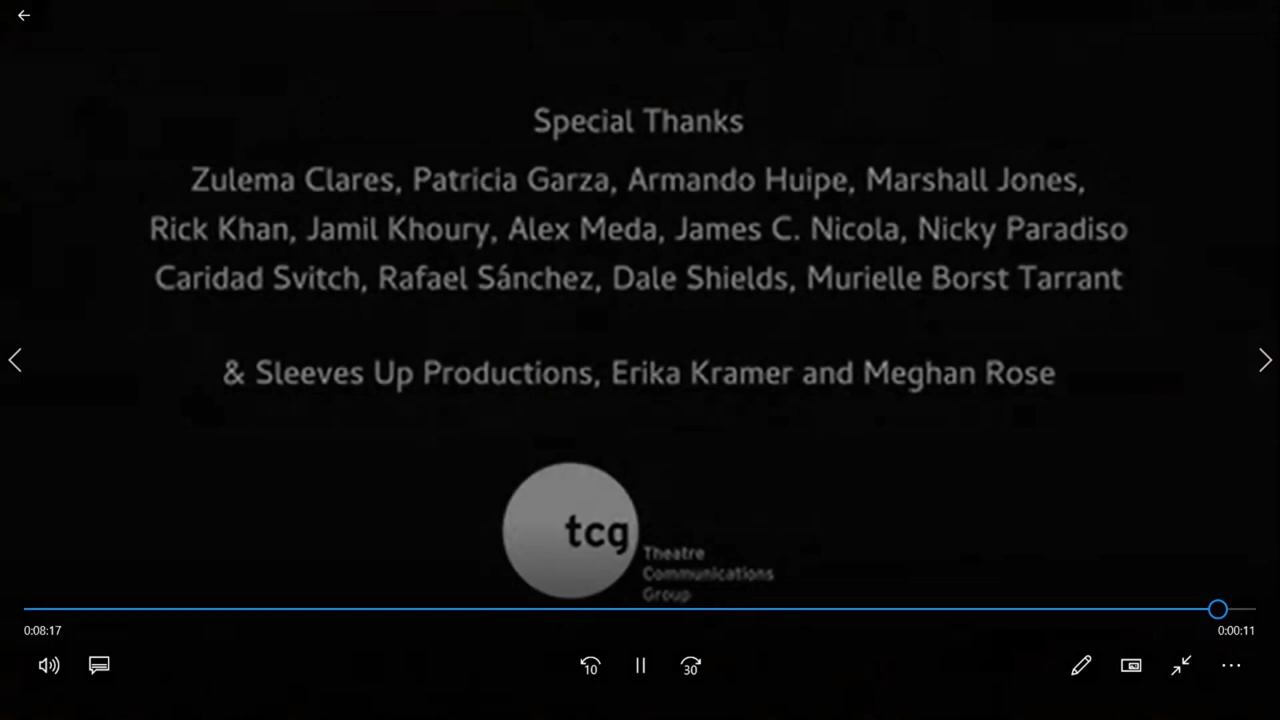 Special Thanks
Zulema Clares, Patricia Garza, Armando Huipe, Marshall Jones,
Rick Khan, Jamil Khoury, Alex Meda, James C. Nicola, Nicky Paradiso
Caridad Svitch, Rafael Sánchez, Dale Shields, Murielle Borst Tarrant
& Sleeves Up Productions, Erika Kramer and Meghan Rose
tcg
Theatre
Communications
Group
0:08:17
0:00:11
10
30